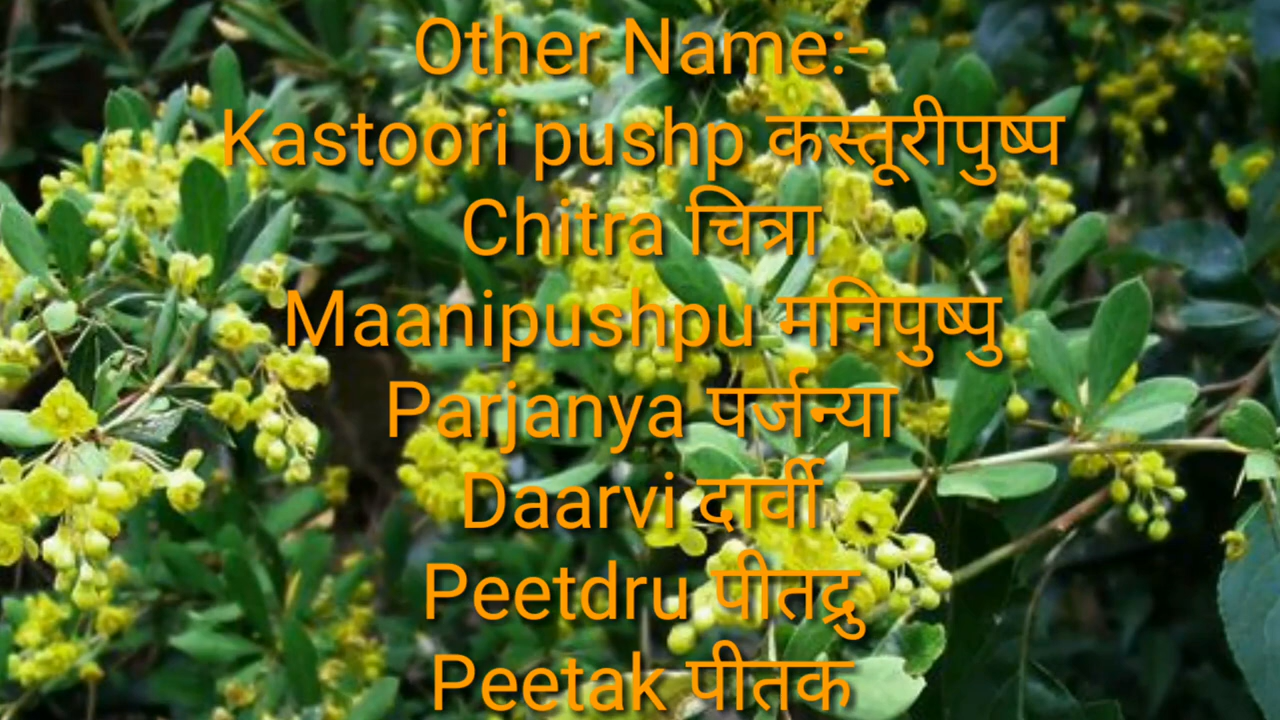 Other Name:-
Kastoori pushp कस्तूरीपुष्प
Chitra चित्रा
Maanipushpu मनिपुष्पु
Parjanya पर्जन्या
Daarvi दार्वी
Peetdru पीतद्रु
Peetak पीतक